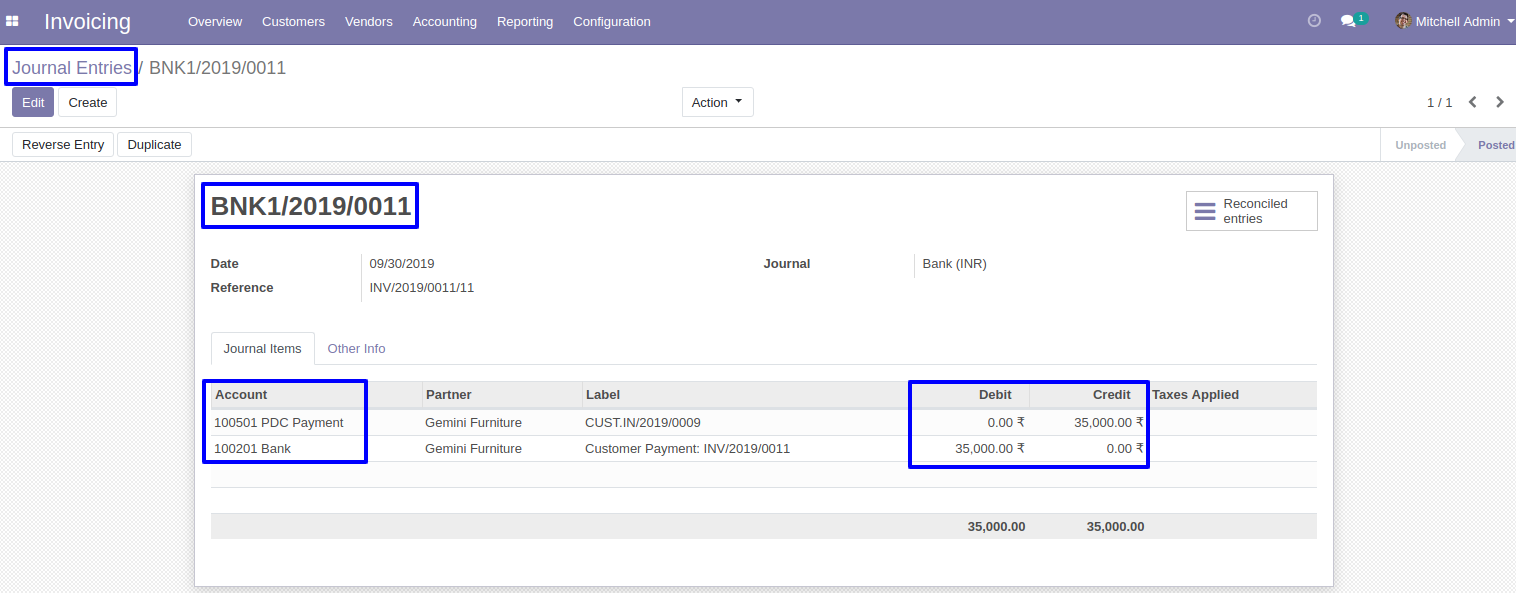 Invoicing Overview Customers Vendors Accounting Reporting Configuration 1 Mitchell Admin
Journal Entries / BNK1/2019/0011
Edit Create Action 1 / 1
Reverse Entry Duplicate Unposted Posted
BNK1/2019/0011
Reconciled
entries
Date 09/30/2019 Journal Bank (INR)
Reference INV/2019/0011/11
Journal Items Other Info
Account Partner Label Debit Credit Taxes Applied
100501 PDC Payment Gemini Furniture CUST.IN/2019/0009 0.00 ₹ 35,000.00 ₹
100201 Bank Gemini Furniture Customer Payment: INV/2019/0011 35,000.00 ₹ 0.00 ₹
35,000.00 35,000.00